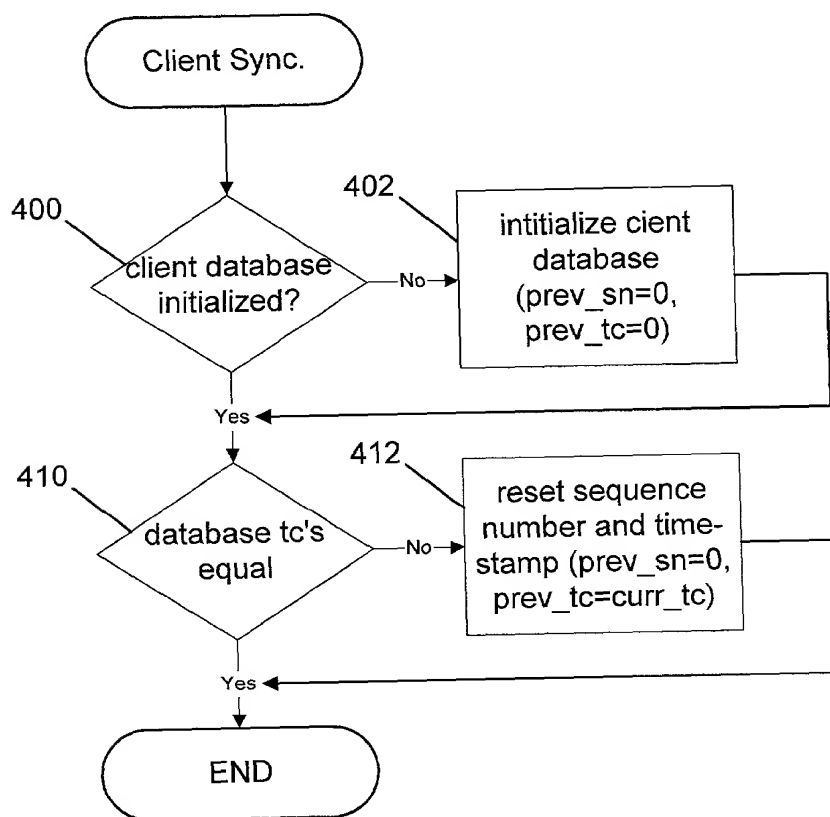 Client Sync.
400
client database
initialized?
No
402
intitialize cient
database
(prev_sn=0,
prev_tc=0)
Yes
410
database tc's
equal
No
412
reset sequence
number and time-
stamp (prev_sn=0,
prev_tc=curr_tc)
Yes
END